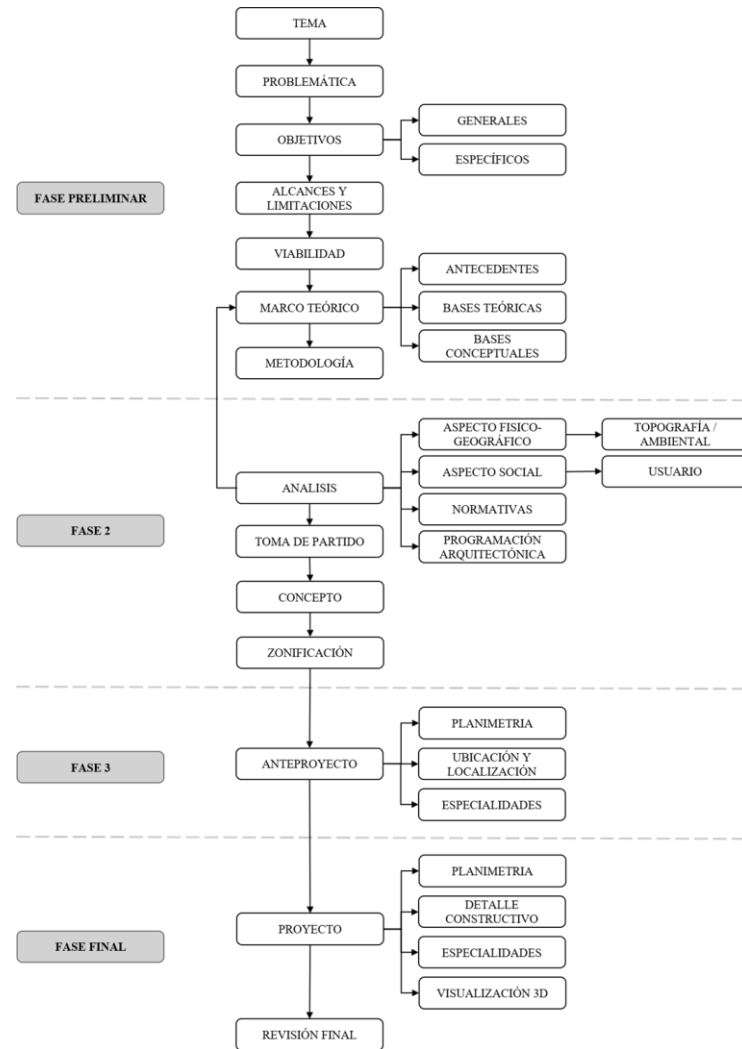 TEMA
PROBLEMÁTICA
OBJETIVOS
GENERALES
ESPECÍFICOS
FASE PRELIMINAR
ALCANCES Y
LIMITACIONES
VIABILIDAD
MARCO TEÓRICO
ANTECEDENTES
BASES TEÓRICAS
BASES
CONCEPTUALES
METODOLOGÍA
FASE 2
ANALISIS
ASPECTO FISICO-
GEOGRÁFICO
TOPOGRAFÍA /
AMBIENTAL
ASPECTO SOCIAL
USUARIO
NORMATIVAS
PROGRAMACIÓN
ARQUITECTÓNICA
TOMA DE PARTIDO
CONCEPTO
ZONIFICACIÓN
FASE 3
ANTEPROYECTO
PLANIMETRIA
UBICACIÓN Y
LOCALIZACIÓN
ESPECIALIDADES
FASE FINAL
PROYECTO
PLANIMETRIA
DETALLE
CONSTRUCTIVO
ESPECIALIDADES
VISUALIZACIÓN 3D
REVISIÓN FINAL